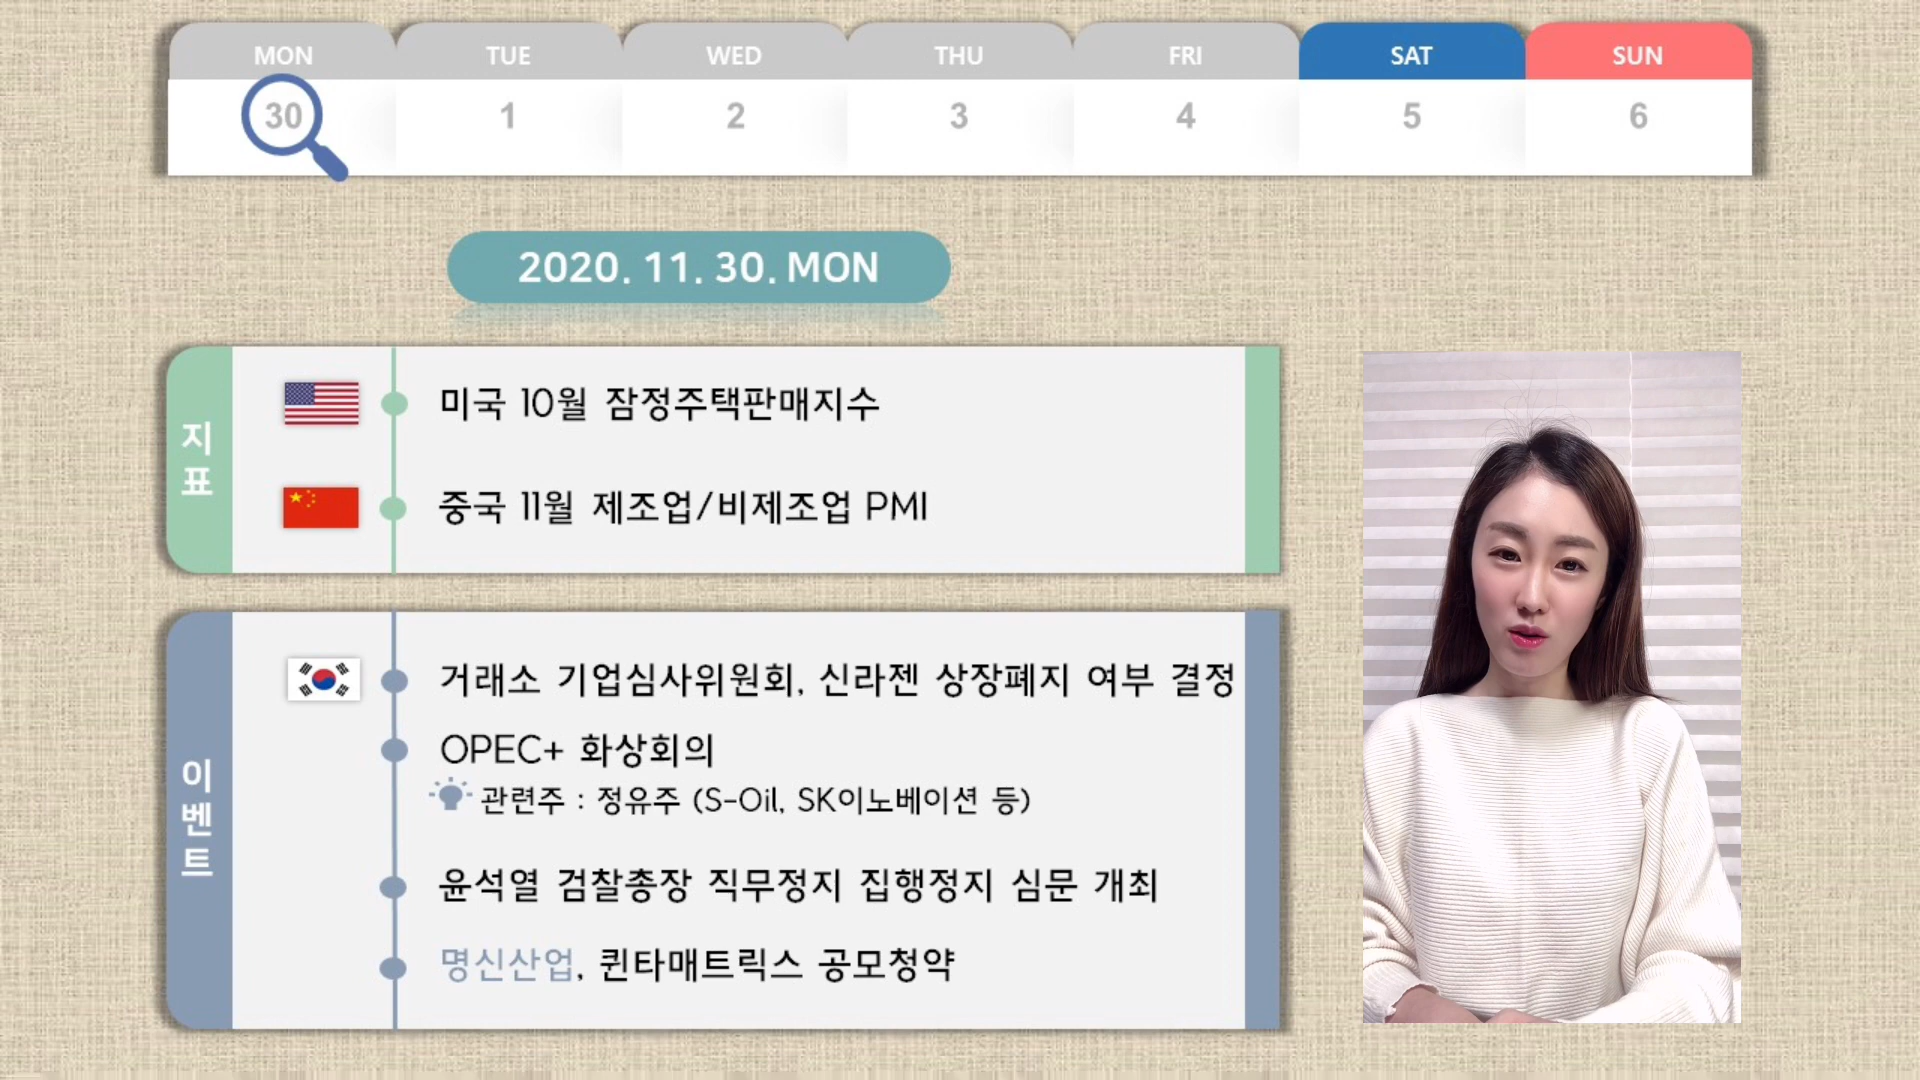 MON TUE WED THU FRI SAT SUN
30 1 2 3 4 5 6
2020. 11. 30. MON
지표
미국 10월 잠정주택판매지수
중국 11월 제조업/비제조업 PMI
이벤트
거래소 기업심사위원회, 신라젠 상장폐지 여부 결정
OPEC+ 화상회의
관련주 : 정유주 (S-Oil, SK이노베이션 등)
윤석열 검찰총장 직무정지 집행정지 심문 개최
명신산업, 퀀타매트릭스 공모청약